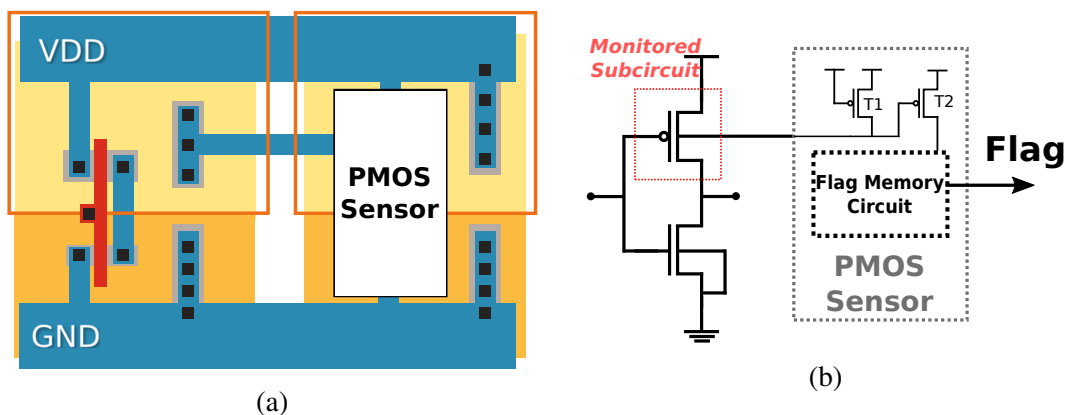 VDD
PMOS
Sensor
GND
(a)
Monitored
Subcircuit
T1
T2
Flag
Flag Memory
Circuit
PMOS
Sensor
(b)